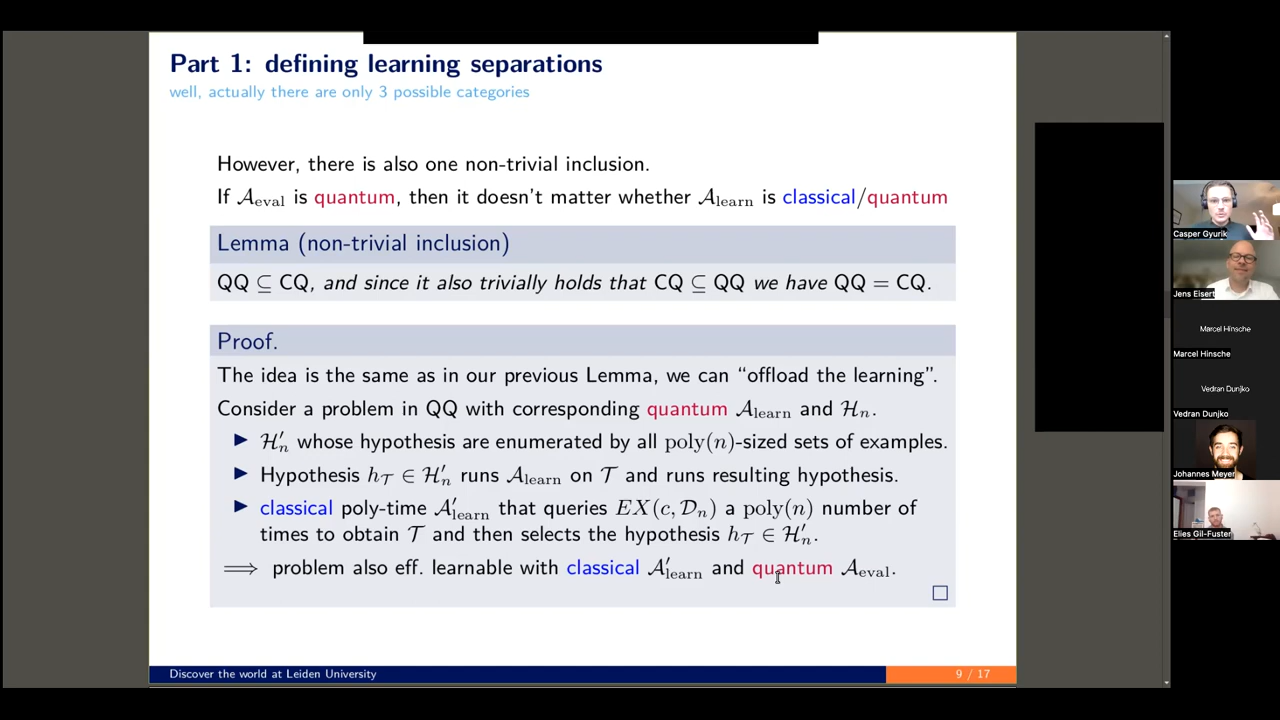 Part 1: defining learning separations
well, actually there are only 3 possible categories
However, there is also one non-trivial inclusion.
If 𝒜_eval is quantum, then it doesn't matter whether 𝒜_learn is classical/quantum
Lemma (non-trivial inclusion)
QQ ⊆ CQ, and since it also trivially holds that CQ ⊆ QQ we have QQ = CQ.
Proof.
The idea is the same as in our previous Lemma, we can “offload the learning”.
Consider a problem in QQ with corresponding quantum 𝒜_learn and ℋ_n.
▶ ℋ′_n whose hypothesis are enumerated by all poly(n)-sized sets of examples.
▶ Hypothesis h_𝒯 ∈ ℋ′_n runs 𝒜_learn on 𝒯 and runs resulting hypothesis.
▶ classical poly-time 𝒜′_learn that queries EX(c, 𝒟_n) a poly(n) number of
times to obtain 𝒯 and then selects the hypothesis h_𝒯 ∈ ℋ′_n.
⟹ problem also eff. learnable with classical 𝒜′_learn and quantum 𝒜_eval.
□
Discover the world at Leiden University
9 / 17
Casper Gyurik
Jens Eisert
Marcel Hinsche
Marcel Hinsche
Vedran Dunjko
Vedran Dunjko
Johannes Meyer
Elies Gil-Fuster